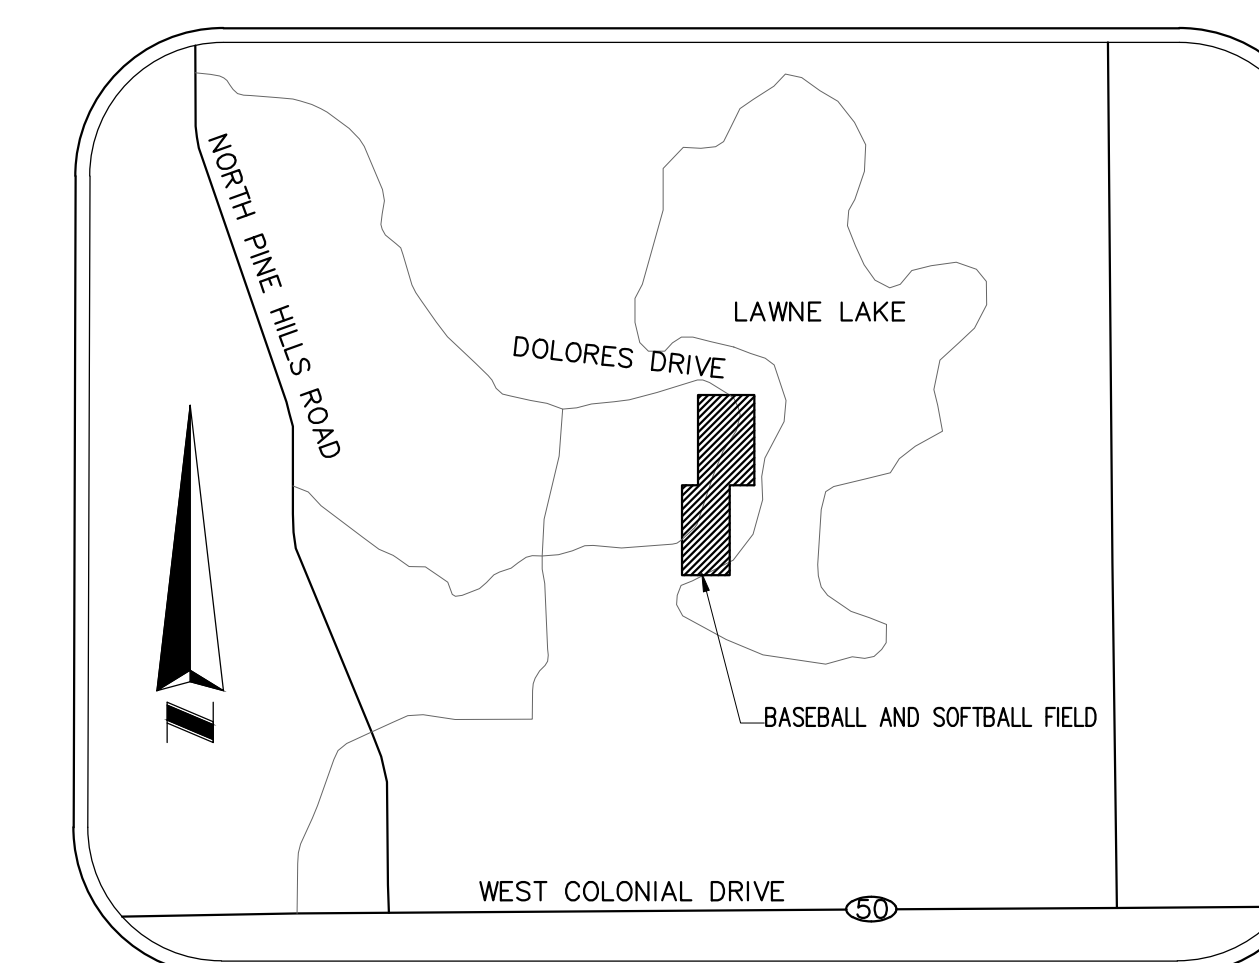 NORTH PINE HILLS ROAD
LAWNE LAKE
DOLORES DRIVE
N
BASEBALL AND SOFTBALL FIELD
WEST COLONIAL DRIVE
50